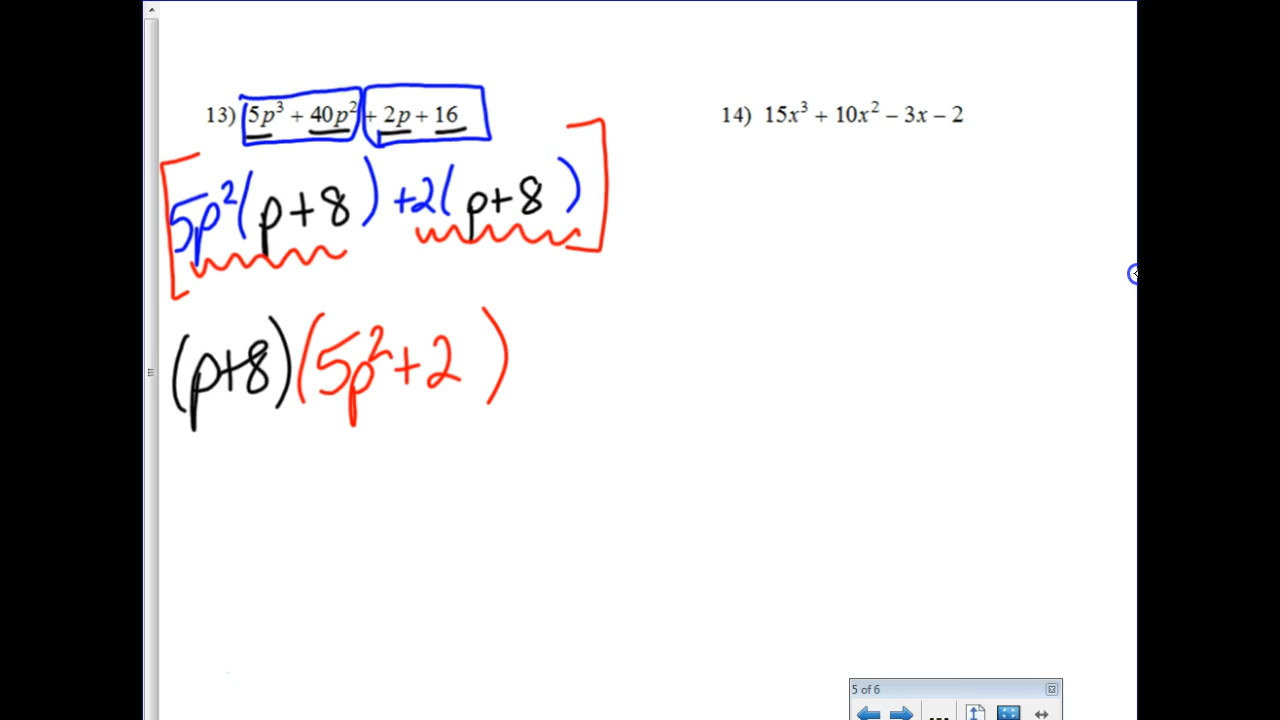 13) 5p³ + 40p² + 2p + 16
5p²(p+8) +2(p+8)
(p+8)(5p²+2)
14) 15x³ + 10x² − 3x − 2
5 of 6